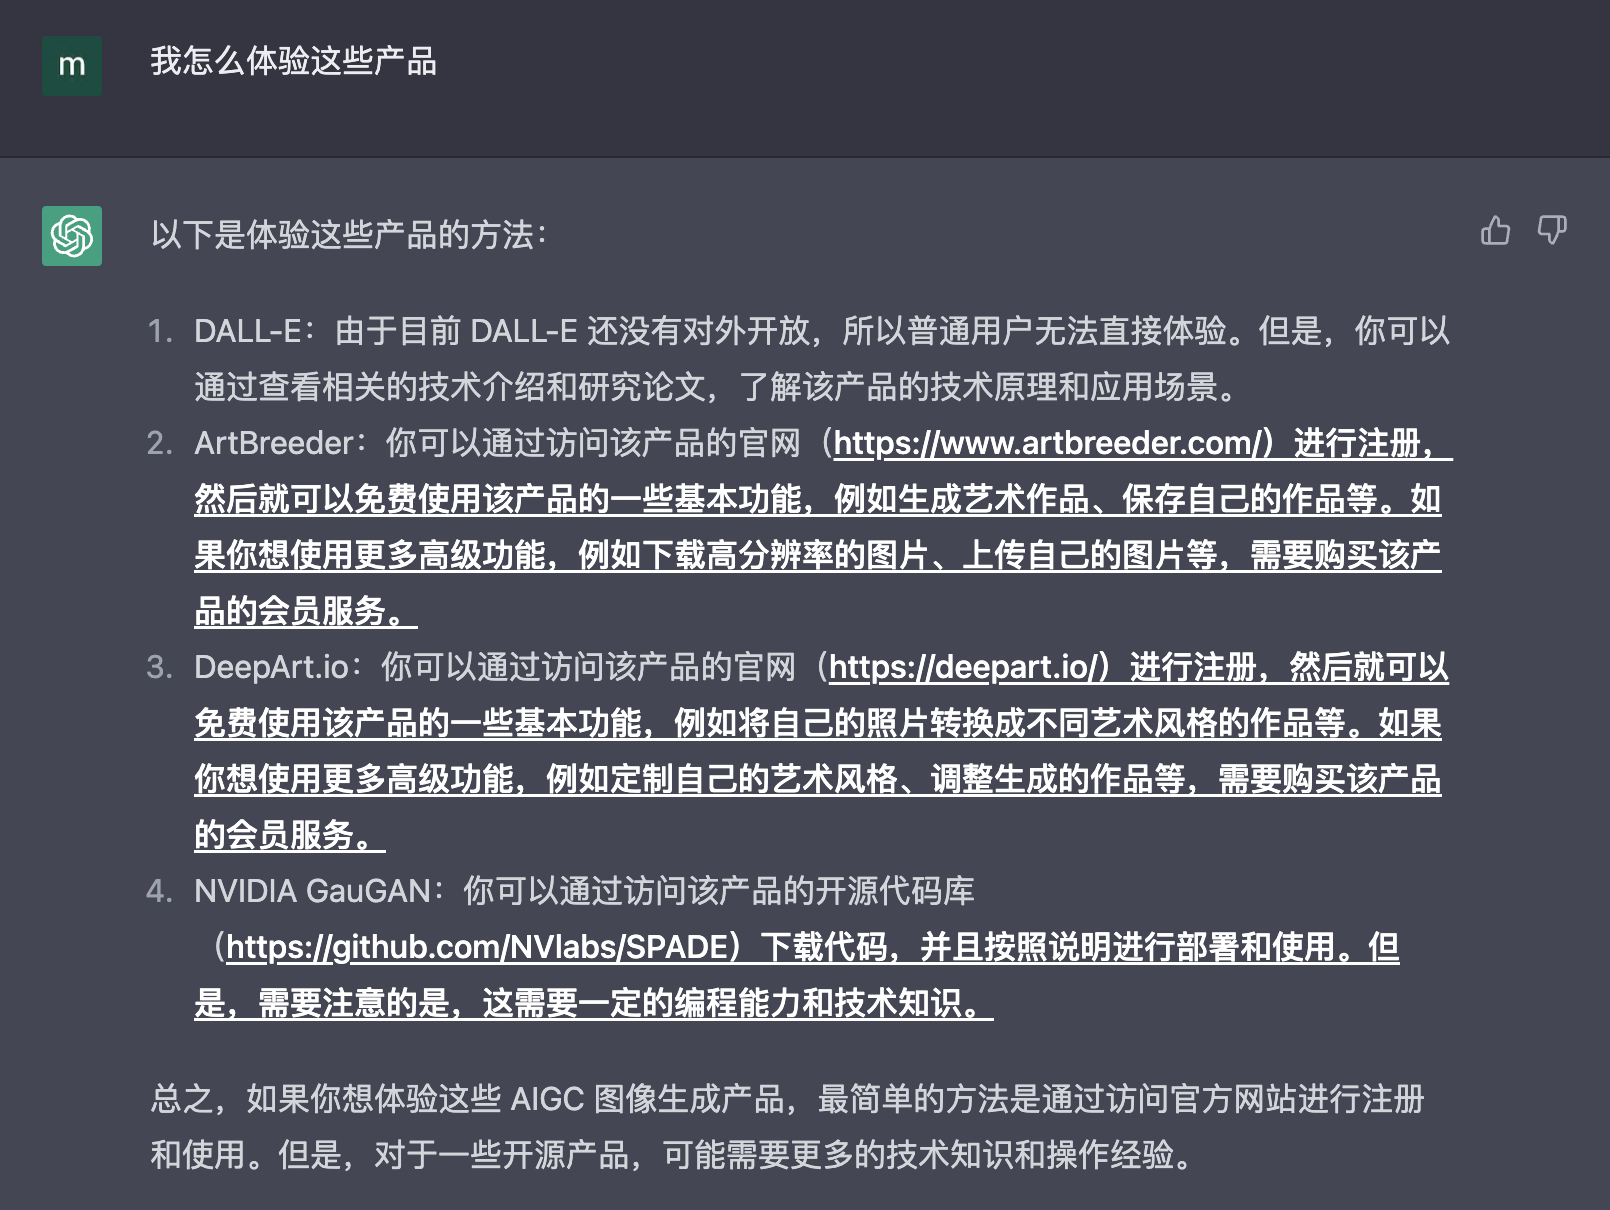 m
我怎么体验这些产品
以下是体验这些产品的方法：
1. DALL-E：由于目前 DALL-E 还没有对外开放，所以普通用户无法直接体验。但是，你可以
通过查看相关的技术介绍和研究论文，了解该产品的技术原理和应用场景。
2. ArtBreeder：你可以通过访问该产品的官网（https://www.artbreeder.com/）进行注册，
然后就可以免费使用该产品的一些基本功能，例如生成艺术作品、保存自己的作品等。如
果你想使用更多高级功能，例如下载高分辨率的图片、上传自己的图片等，需要购买该产
品的会员服务。
3. DeepArt.io：你可以通过访问该产品的官网（https://deepart.io/）进行注册，然后就可以
免费使用该产品的一些基本功能，例如将自己的照片转换成不同艺术风格的作品等。如果
你想使用更多高级功能，例如定制自己的艺术风格、调整生成的作品等，需要购买该产品
的会员服务。
4. NVIDIA GauGAN：你可以通过访问该产品的开源代码库
（https://github.com/NVlabs/SPADE）下载代码，并且按照说明进行部署和使用。但
是，需要注意的是，这需要一定的编程能力和技术知识。
总之，如果你想体验这些 AIGC 图像生成产品，最简单的方法是通过访问官方网站进行注册
和使用。但是，对于一些开源产品，可能需要更多的技术知识和操作经验。